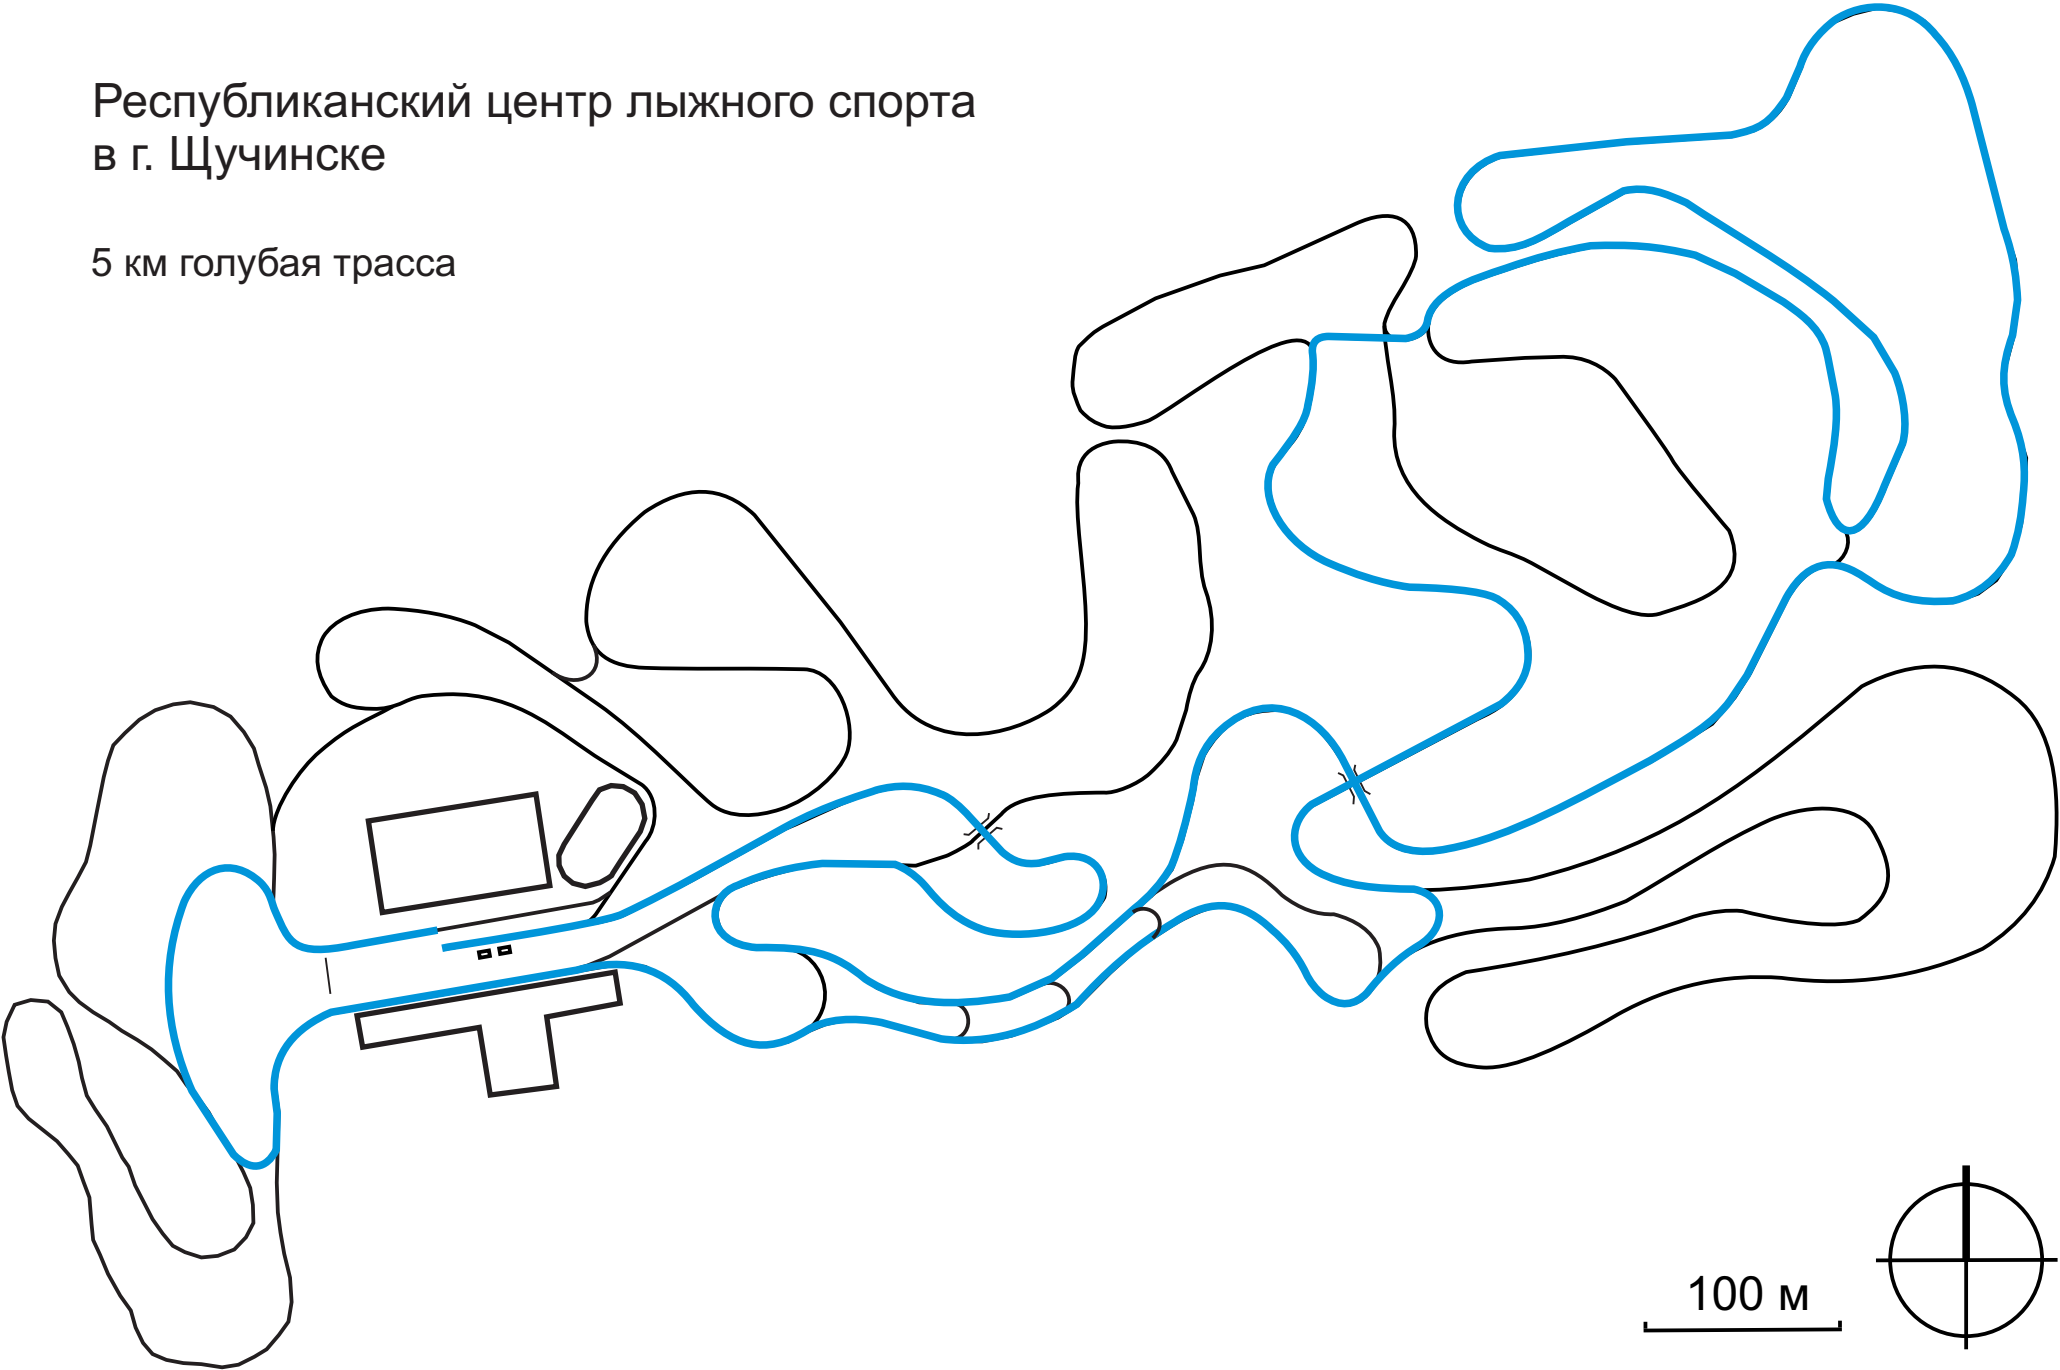 Республиканский центр лыжного спорта
в г. Щучинске
5 км голубая трасса
100 м